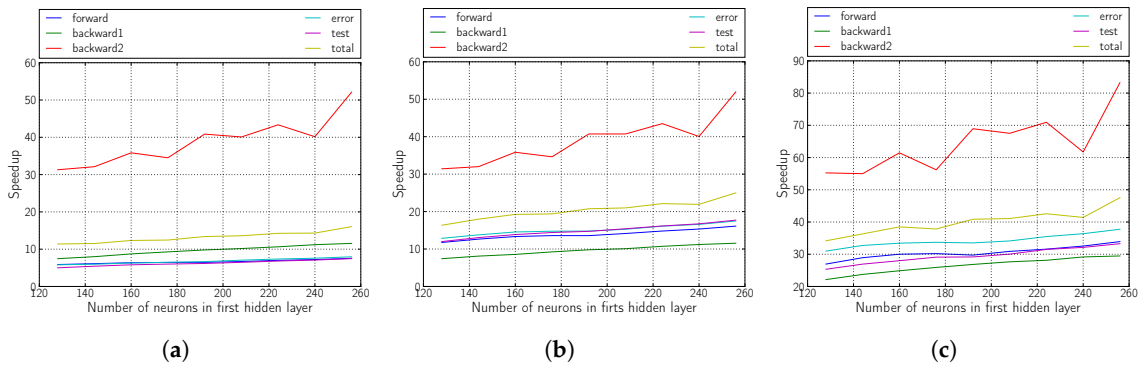 forward
backward1
backward2
error
test
total
60
50
40
30
20
10
0
Speedup
120 140 160 180 200 220 240 260
Number of neurons in first hidden layer
(a)
forward
backward1
backward2
error
test
total
60
50
40
30
20
10
0
Speedup
120 140 160 180 200 220 240 260
Number of neurons in firts hidden layer
(b)
forward
backward1
backward2
error
test
total
90
80
70
60
50
40
30
20
Speedup
120 140 160 180 200 220 240 260
Number of neurons in first hidden layer
(c)